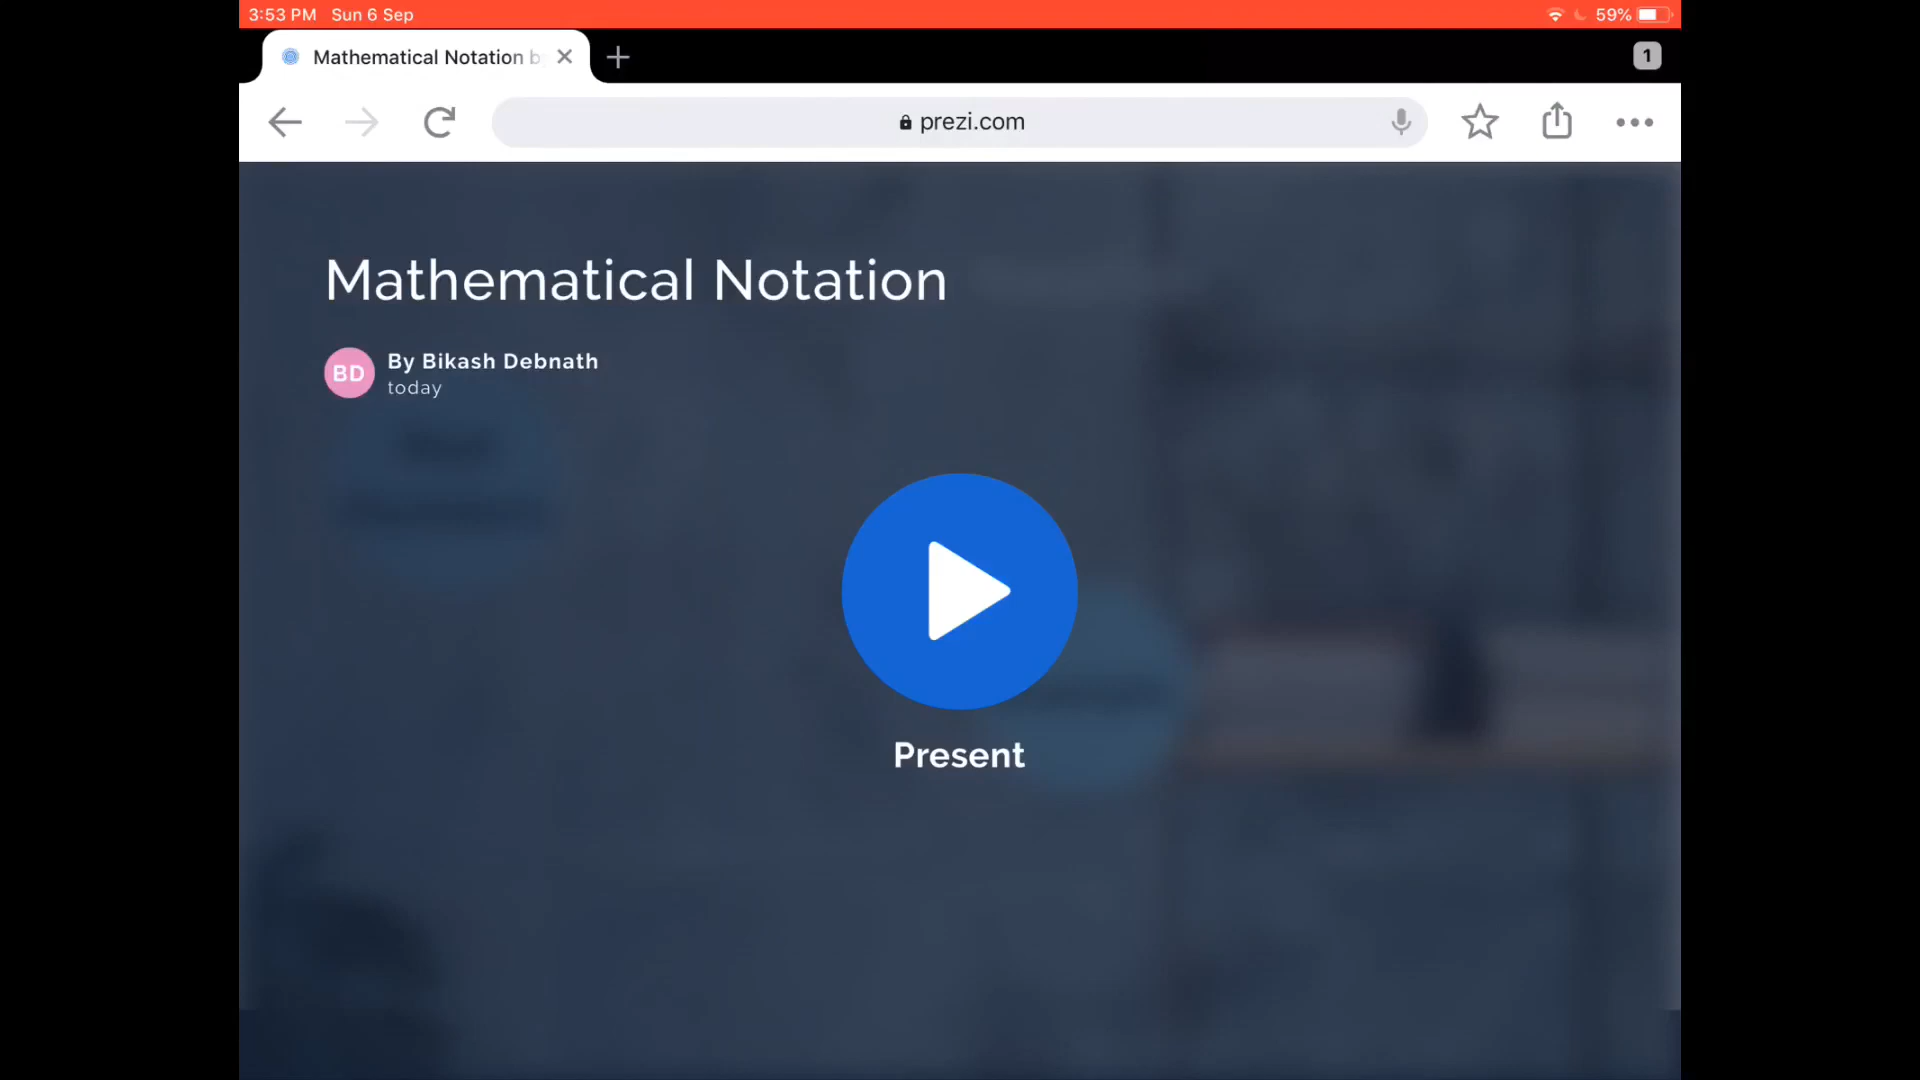 3:53 PM Sun 6 Sep 59%
Mathematical Notation b
1
prezi.com
Mathematical Notation
BD
By Bikash Debnath
today
Present